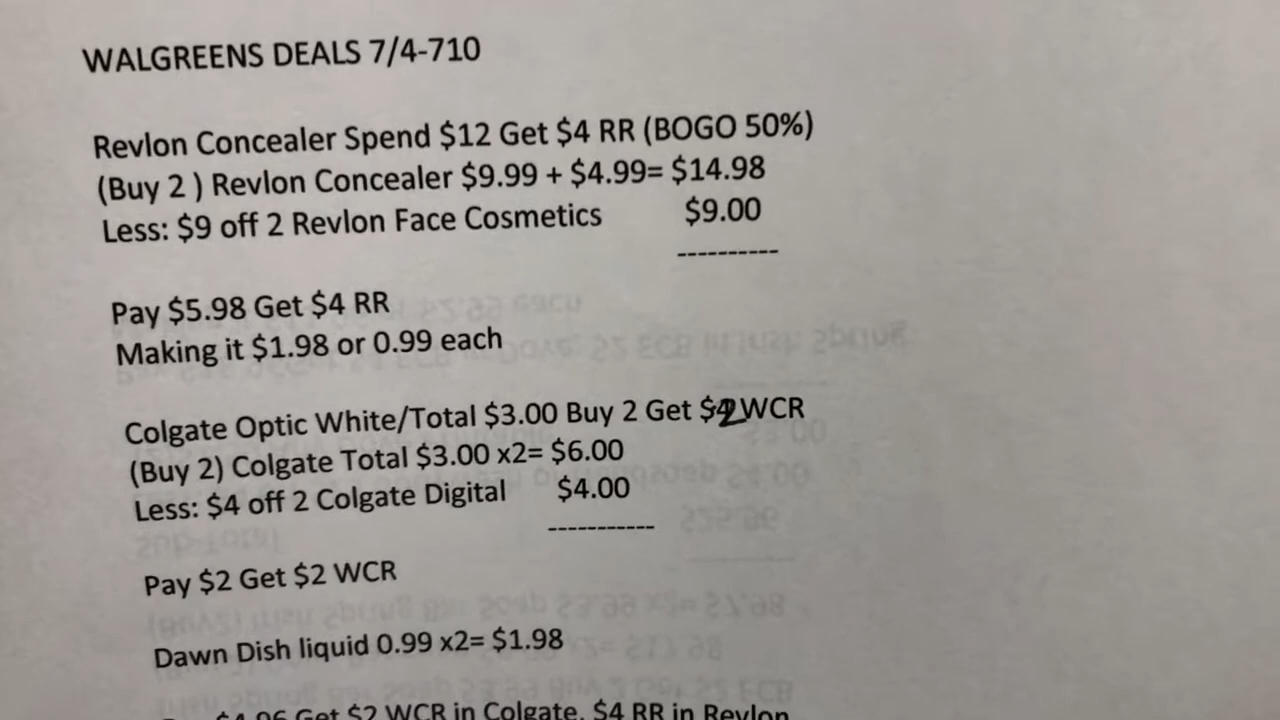 WALGREENS DEALS 7/4-710
Revlon Concealer Spend $12 Get $4 RR (BOGO 50%)
(Buy 2 ) Revlon Concealer $9.99 + $4.99= $14.98
Less: $9 off 2 Revlon Face Cosmetics $9.00
----------
Pay $5.98 Get $4 RR
Making it $1.98 or 0.99 each
Colgate Optic White/Total $3.00 Buy 2 Get $2 WCR
(Buy 2) Colgate Total $3.00 x2= $6.00
Less: $4 off 2 Colgate Digital $4.00
-----------
Pay $2 Get $2 WCR
Dawn Dish liquid 0.99 x2= $1.98
Get $2 WCR in Colgate, $4 RR in Revlon